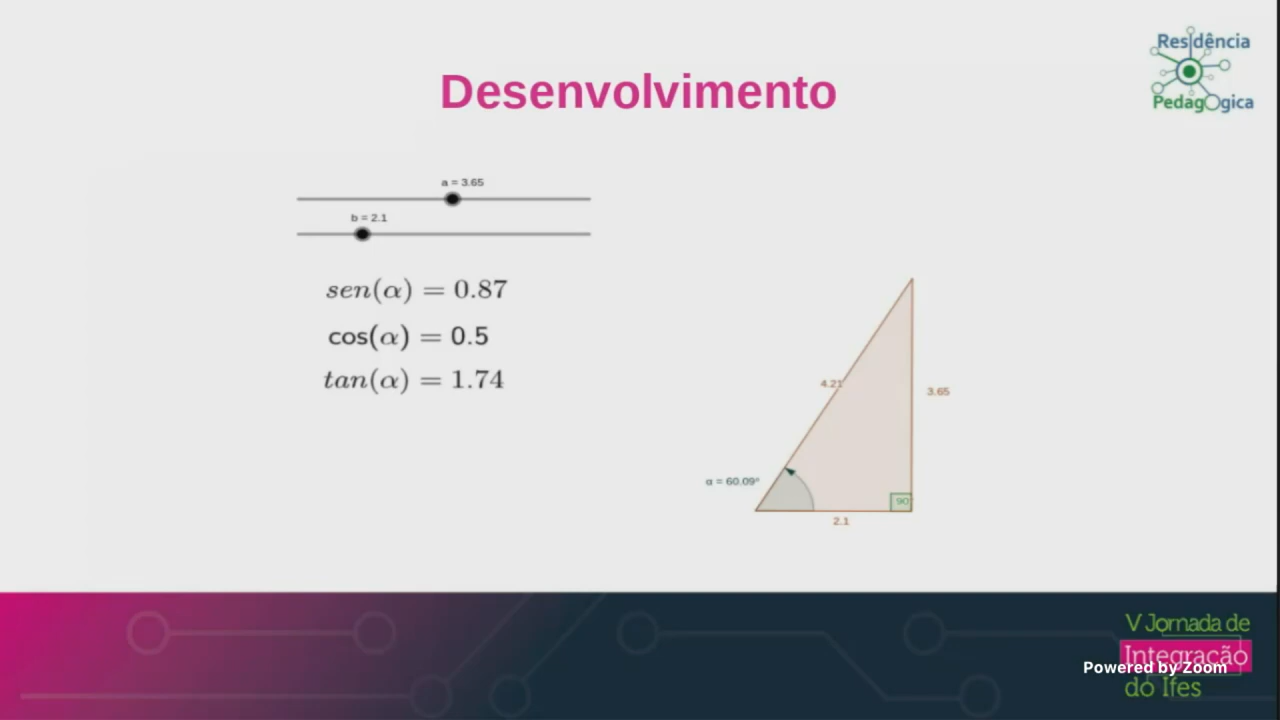 Residência
Pedagógica
Desenvolvimento
a = 3.65
b = 2.1
sen(α) = 0.87
cos(α) = 0.5
tan(α) = 1.74
4.21
3.65
α = 60.09°
90°
2.1
V Jornada de
Integração
Powered by Zoom
do Ifes